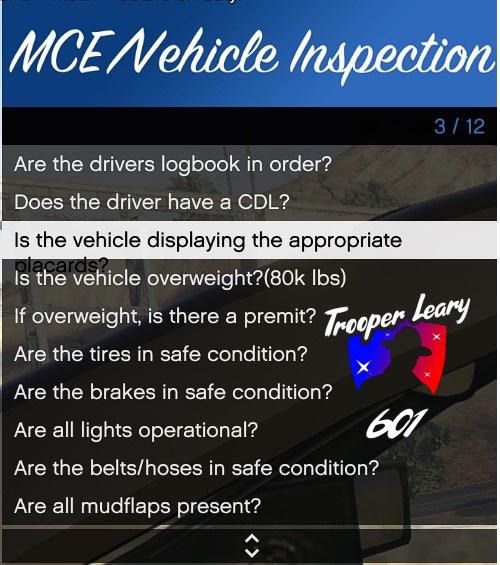 MCE/Vehicle Inspection
3 / 12
Are the drivers logbook in order?
Does the driver have a CDL?
Is the vehicle displaying the appropriate
placards?
Is the vehicle overweight?(80k lbs)
If overweight, is there a premit?
Are the tires in safe condition?
Are the brakes in safe condition?
Are all lights operational?
Are the belts/hoses in safe condition?
Are all mudflaps present?
Trooper Leary
601